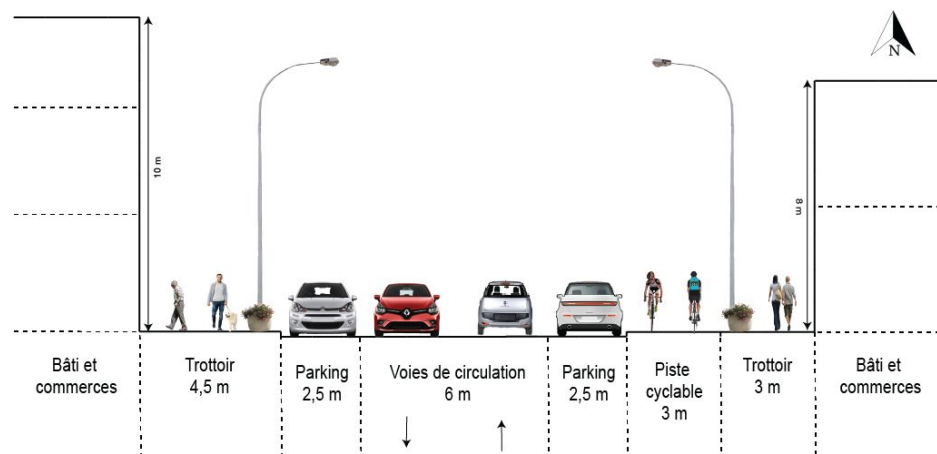 N
10 m
8 m
Bâti et
commerces
Trottoir
4,5 m
Parking
2,5 m
Voies de circulation
6 m
Parking
2,5 m
Piste
cyclable
3 m
Trottoir
3 m
Bâti et
commerces